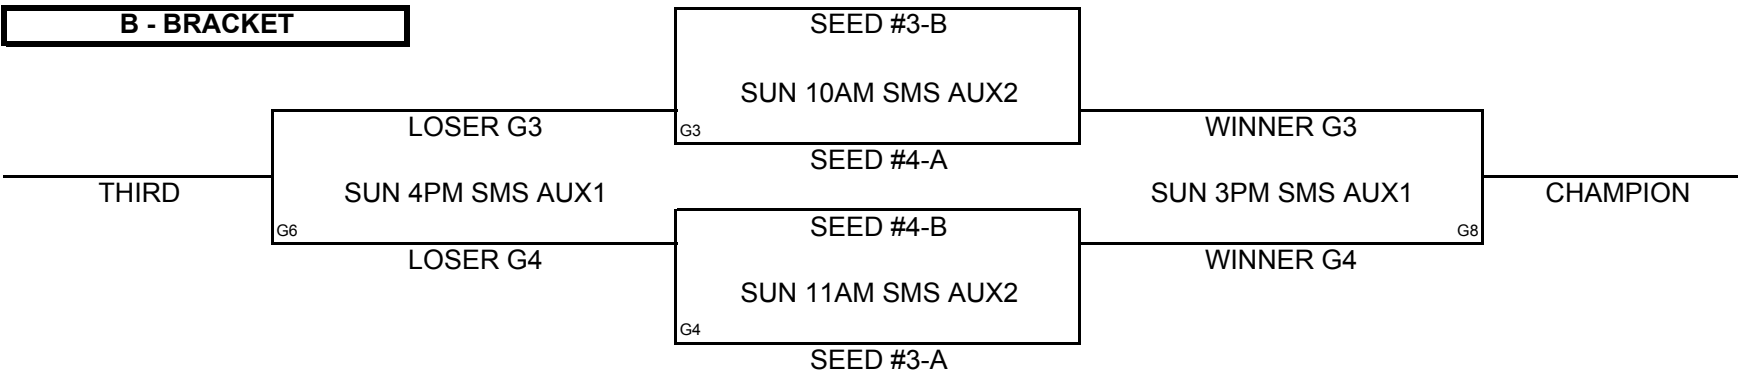 B - BRACKET
SEED #3-B
SUN 10AM SMS AUX2
G3
SEED #4-A
LOSER G3
WINNER G3
THIRD
SUN 4PM SMS AUX1
G6
SUN 3PM SMS AUX1
G8
CHAMPION
SEED #4-B
LOSER G4
WINNER G4
SUN 11AM SMS AUX2
G4
SEED #3-A